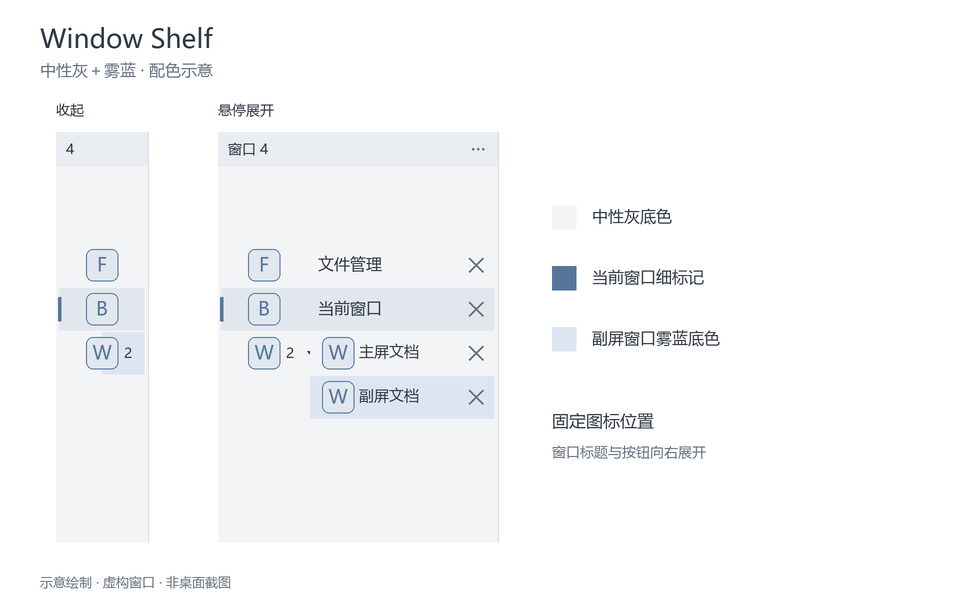 Window Shelf
中性灰 + 雾蓝 · 配色示意
收起
悬停展开
4
窗口 4
···
F
F
文件管理
B
B
当前窗口
W 2
W 2
W 主屏文档
W 副屏文档
中性灰底色
当前窗口细标记
副屏窗口雾蓝底色
固定图标位置
窗口标题与按钮向右展开
示意绘制 · 虚构窗口 · 非桌面截图